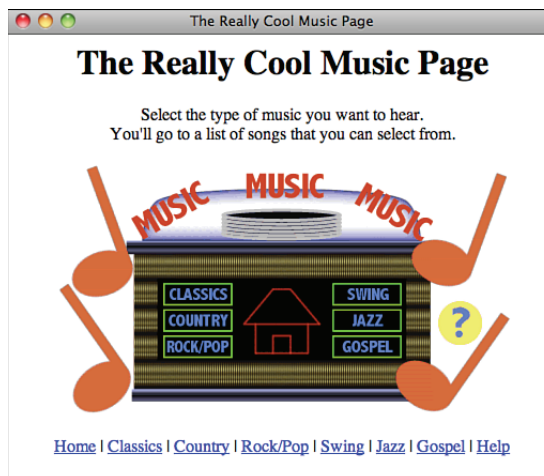 The Really Cool Music Page
The Really Cool Music Page
Select the type of music you want to hear.
You'll go to a list of songs that you can select from.
MUSIC MUSIC MUSIC
CLASSICS SWING
COUNTRY JAZZ
ROCK/POP GOSPEL
?
Home | Classics | Country | Rock/Pop | Swing | Jazz | Gospel | Help